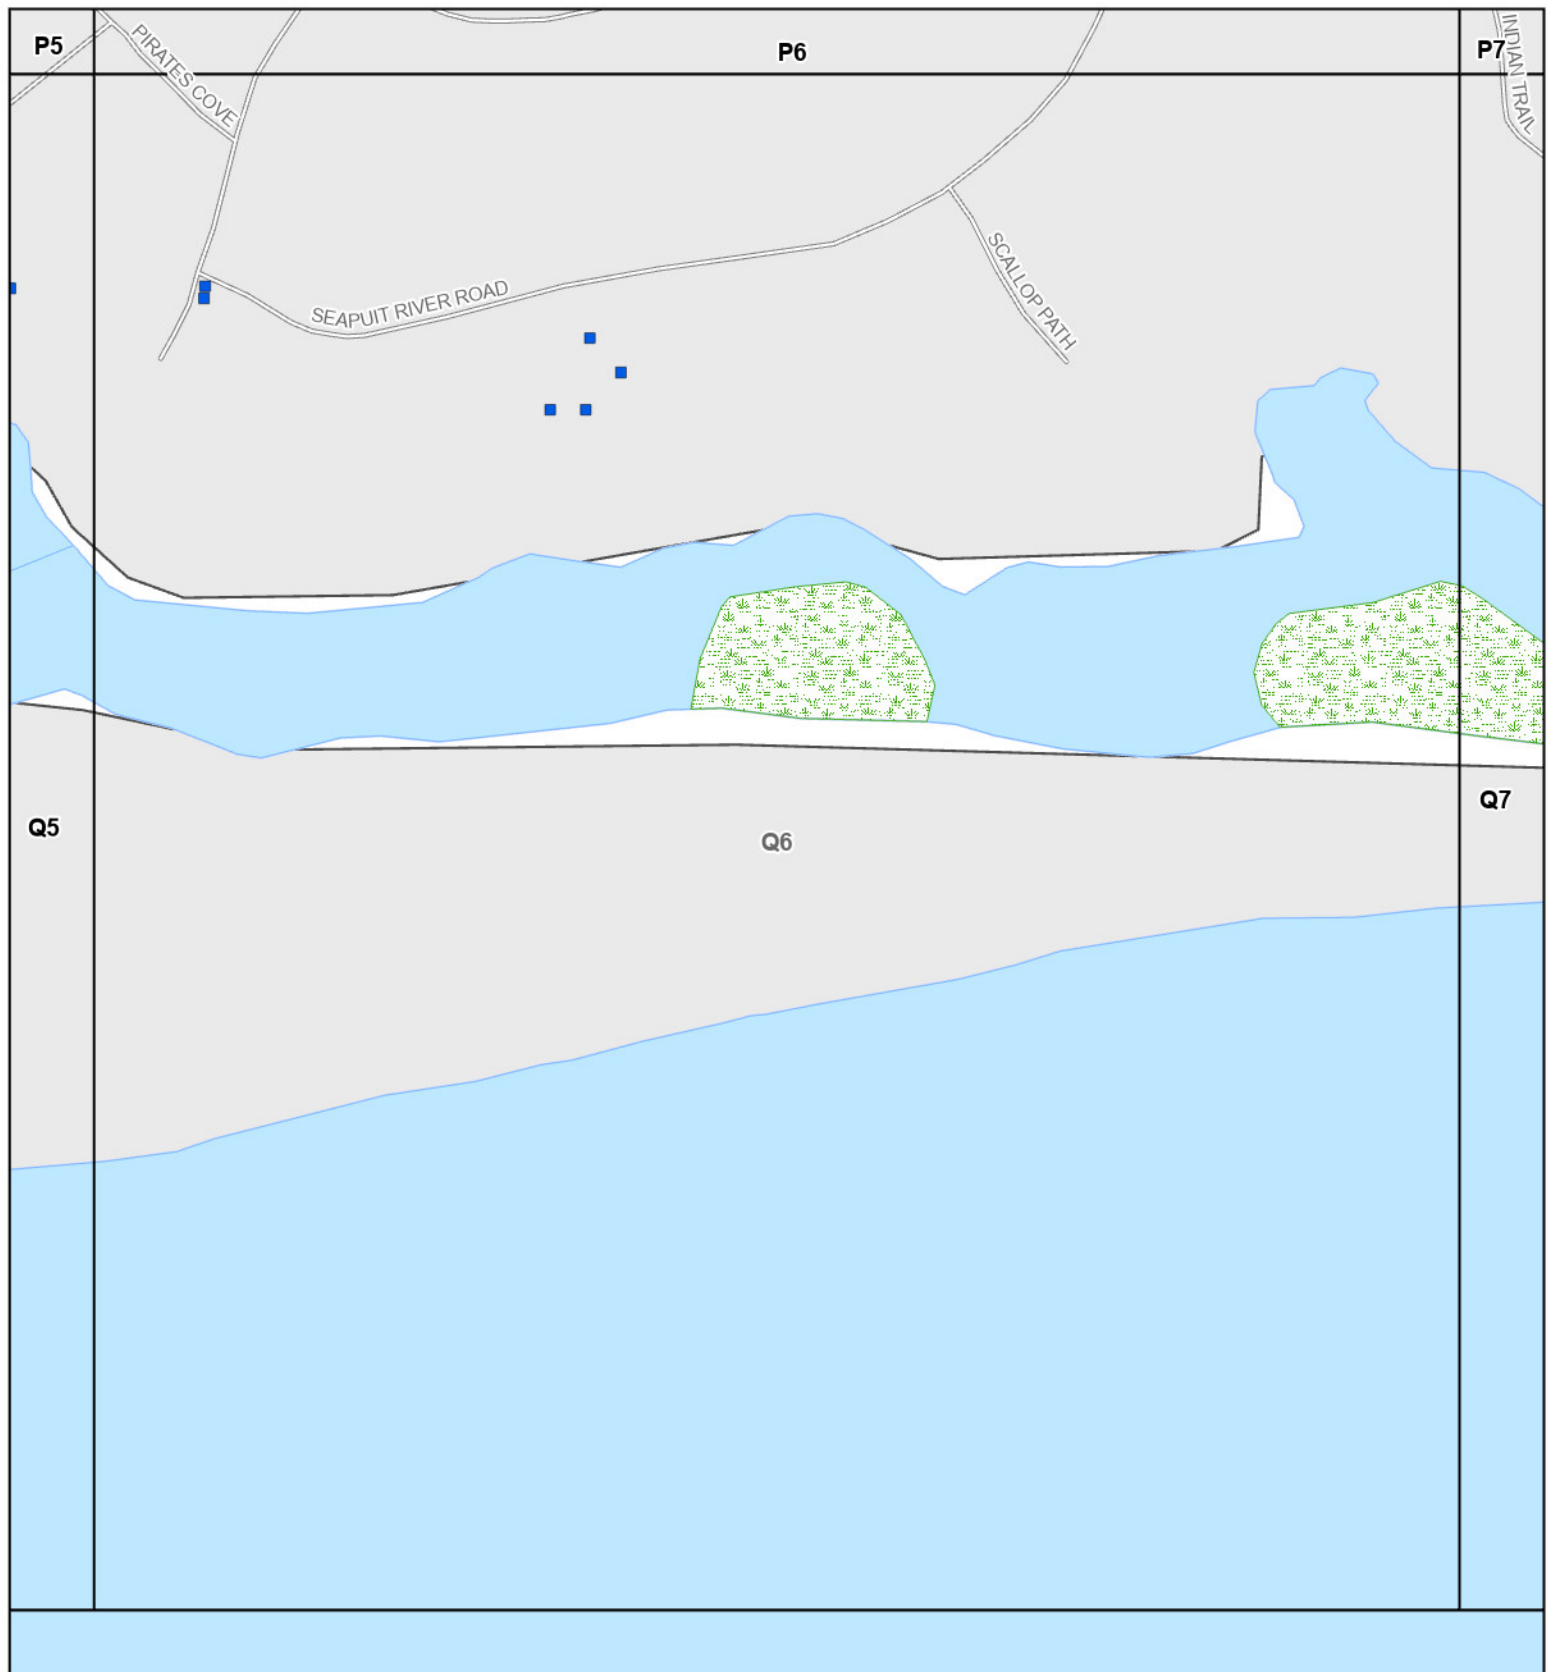 P5
P6
P7
PIRATES COVE
INDIAN TRAIL
SEAPUIT RIVER ROAD
SCALLOP PATH
Q5
Q6
Q7